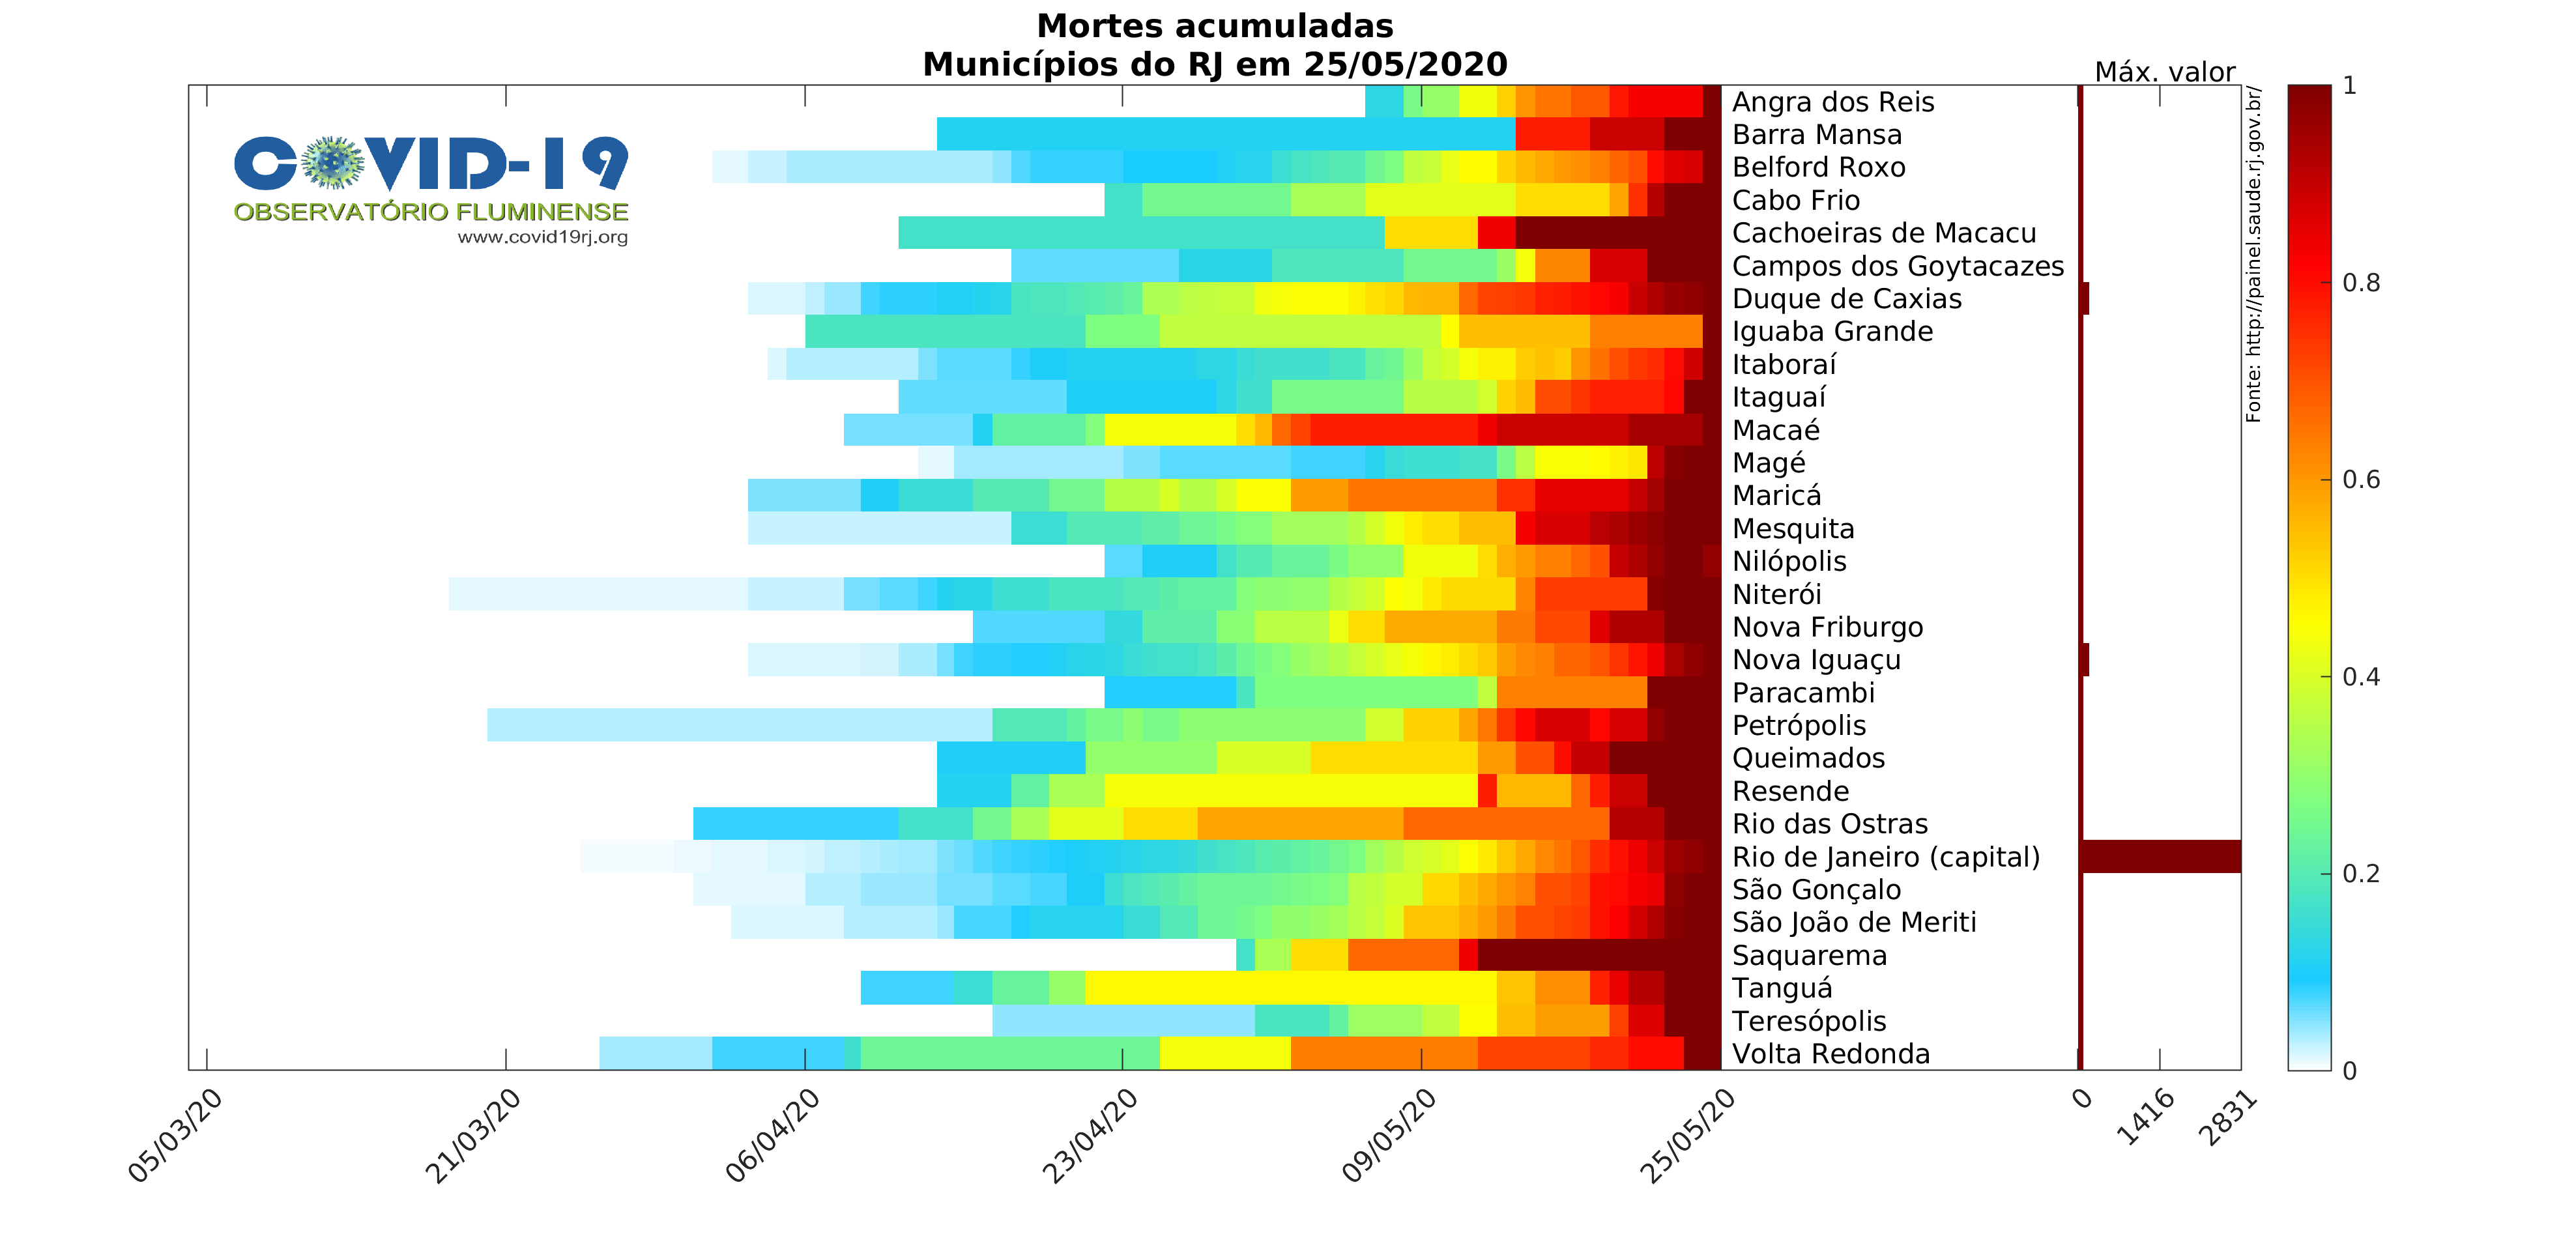 Mortes acumuladas
Municípios do RJ em 25/05/2020
Máx. valor
COVID-19
OBSERVATÓRIO FLUMINENSE
www.covid19rj.org
Angra dos Reis
Barra Mansa
Belford Roxo
Cabo Frio
Cachoeiras de Macacu
Campos dos Goytacazes
Duque de Caxias
Iguaba Grande
Itaboraí
Itaguaí
Macaé
Magé
Maricá
Mesquita
Nilópolis
Niterói
Nova Friburgo
Nova Iguaçu
Paracambi
Petrópolis
Queimados
Resende
Rio das Ostras
Rio de Janeiro (capital)
São Gonçalo
São João de Meriti
Saquarema
Tanguá
Teresópolis
Volta Redonda
Fonte: http://painel.saude.rj.gov.br/
1
0.8
0.6
0.4
0.2
0
05/03/20
21/03/20
06/04/20
23/04/20
09/05/20
25/05/20
0
1416
2831